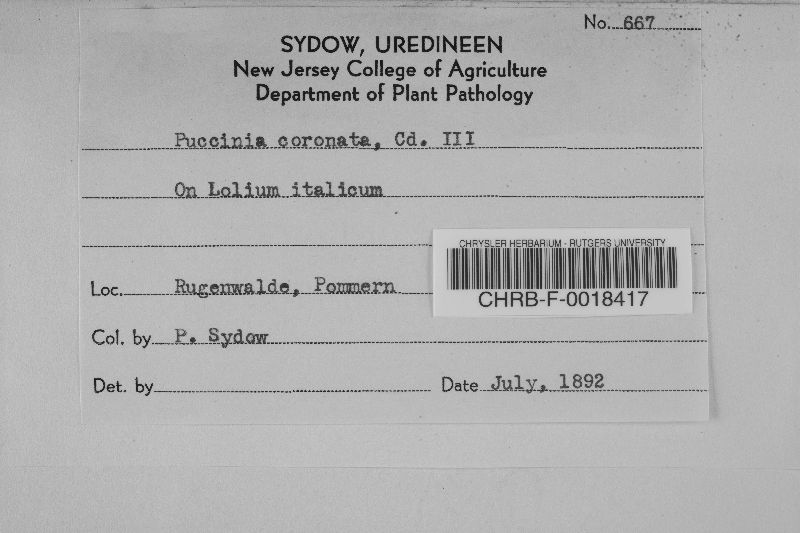 No. 667
SYDOW, UREDINEEN
New Jersey College of Agriculture
Department of Plant Pathology
Puccinia coronata, Cd. III
On Lolium italicum
CHRYSLER HERBARIUM - RUTGERS UNIVERSITY
CHRB-F-0018417
Loc. Rugenwalde, Pommern
Col. by P. Sydow
Det. by Date July, 1892